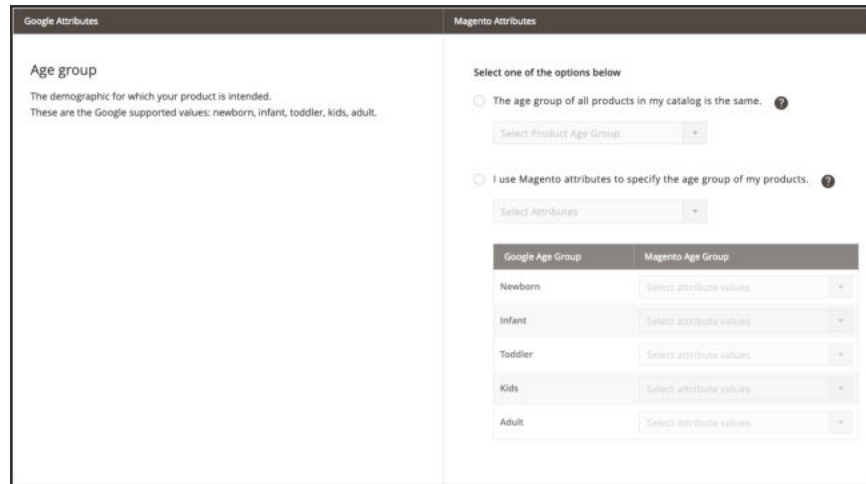 Google Attributes
Magento Attributes
Age group
The demographic for which your product is intended.
These are the Google supported values: newborn, infant, toddler, kids, adult.
Select one of the options below
The age group of all products in my catalog is the same. ?
Select Product Age Group
I use Magento attributes to specify the age group of my products. ?
Select Attributes
Google Age Group Magento Age Group
Newborn Select attribute values
Infant Select attribute values
Toddler Select attribute values
Kids Select attribute values
Adult Select attribute values